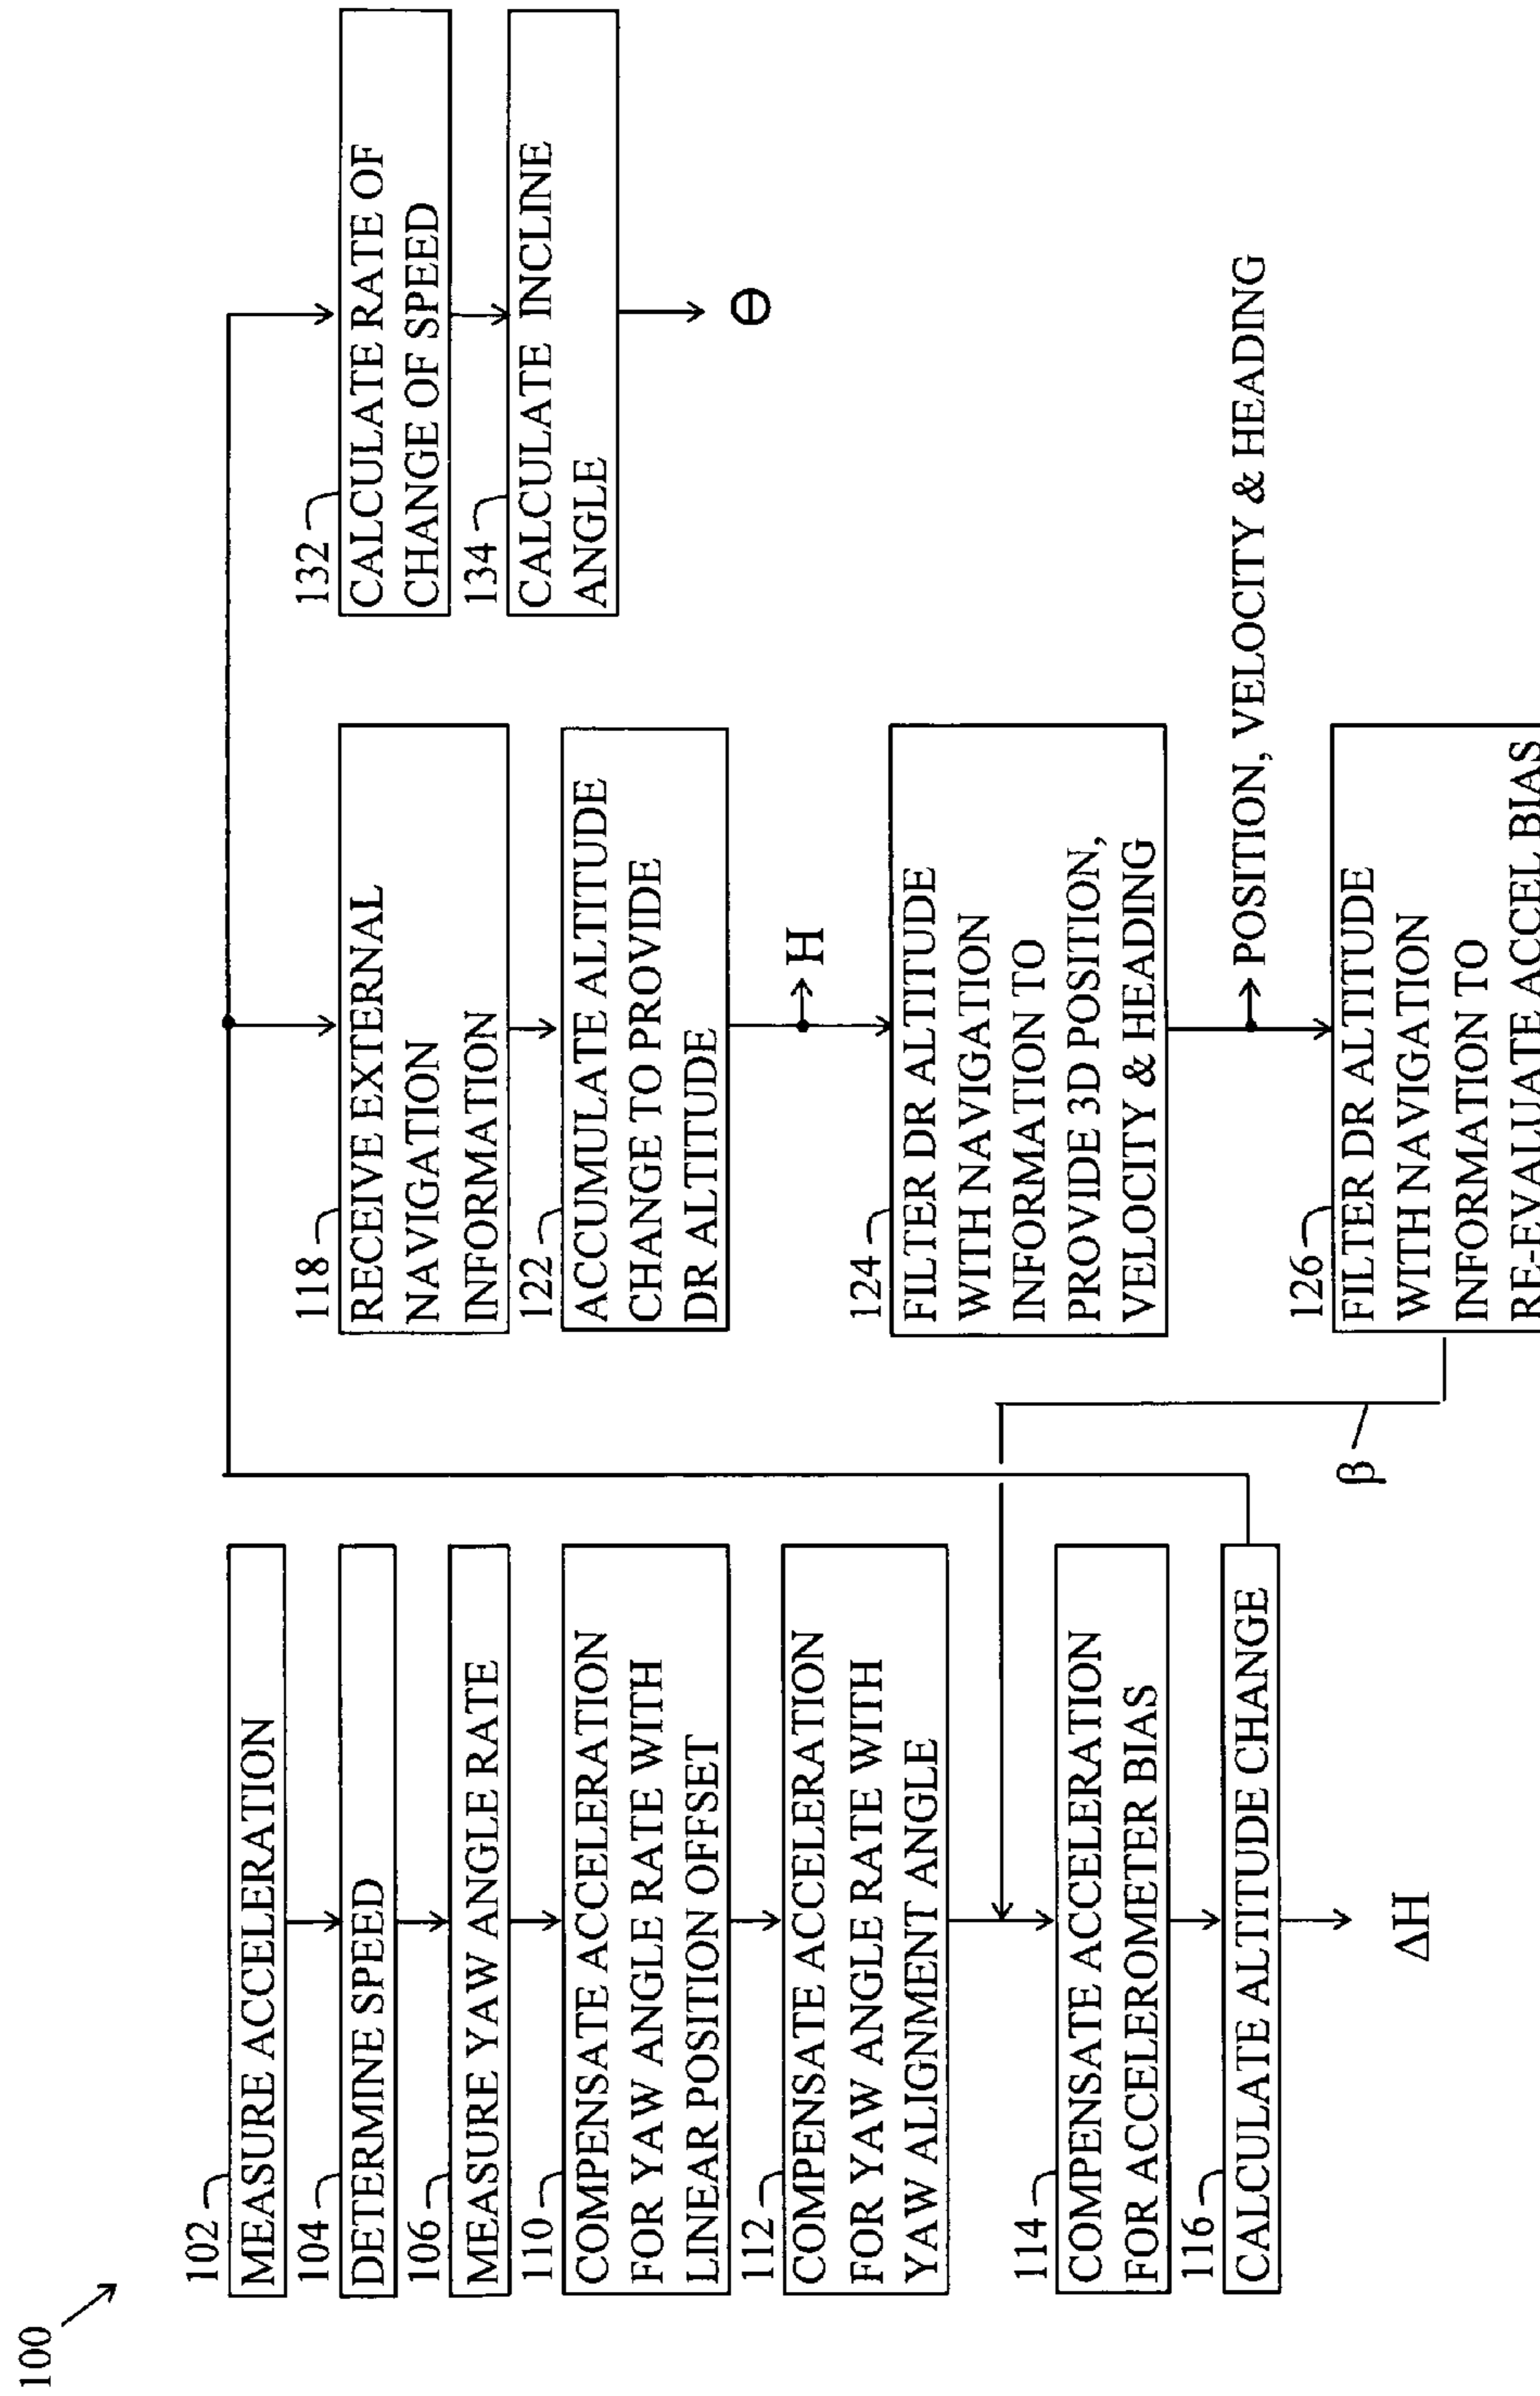 100
102
MEASURE ACCELERATION
104
DETERMINE SPEED
106
MEASURE YAW ANGLE RATE
110
COMPENSATE ACCELERATION
FOR YAW ANGLE RATE WITH
LINEAR POSITION OFFSET
112
COMPENSATE ACCELERATION
FOR YAW ANGLE RATE WITH
YAW ALIGNMENT ANGLE
114
COMPENSATE ACCELERATION
FOR ACCELEROMETER BIAS
116
CALCULATE ALTITUDE CHANGE
ΔH
118
RECEIVE EXTERNAL
NAVIGATION
INFORMATION
122
ACCUMULATE ALTITUDE
CHANGE TO PROVIDE
DR ALTITUDE
H
124
FILTER DR ALTITUDE
WITH NAVIGATION
INFORMATION TO
PROVIDE 3D POSITION,
VELOCITY & HEADING
POSITION, VELOCITY & HEADING
126
FILTER DR ALTITUDE
WITH NAVIGATION
INFORMATION TO
RE-EVALUATE ACCEL BIAS
β
132
CALCULATE RATE OF
CHANGE OF SPEED
134
CALCULATE INCLINE
ANGLE
Θ